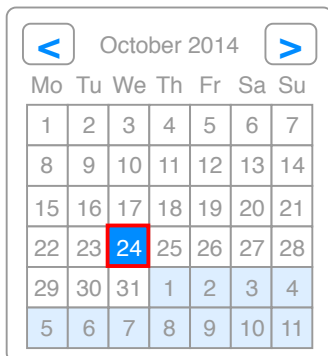 < October 2014 >
Mo Tu We Th Fr Sa Su
1 2 3 4 5 6 7
8 9 10 11 12 13 14
15 16 17 18 19 20 21
22 23 24 25 26 27 28
29 30 31 1 2 3 4
5 6 7 8 9 10 11